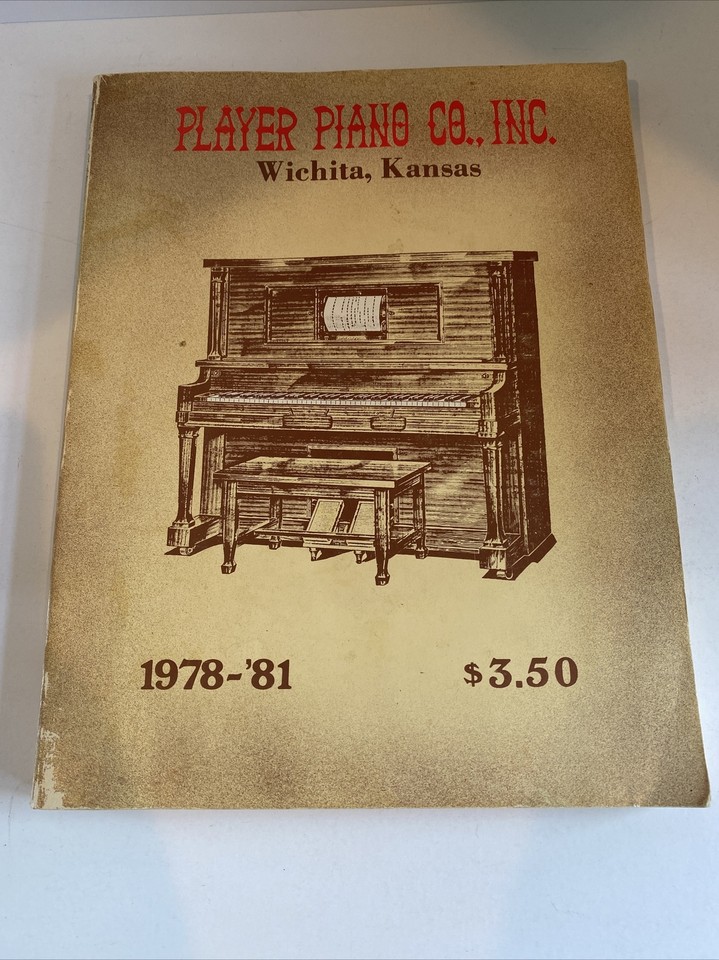 PLAYER PIANO CO., INC.
Wichita, Kansas
1978-'81
$3.50